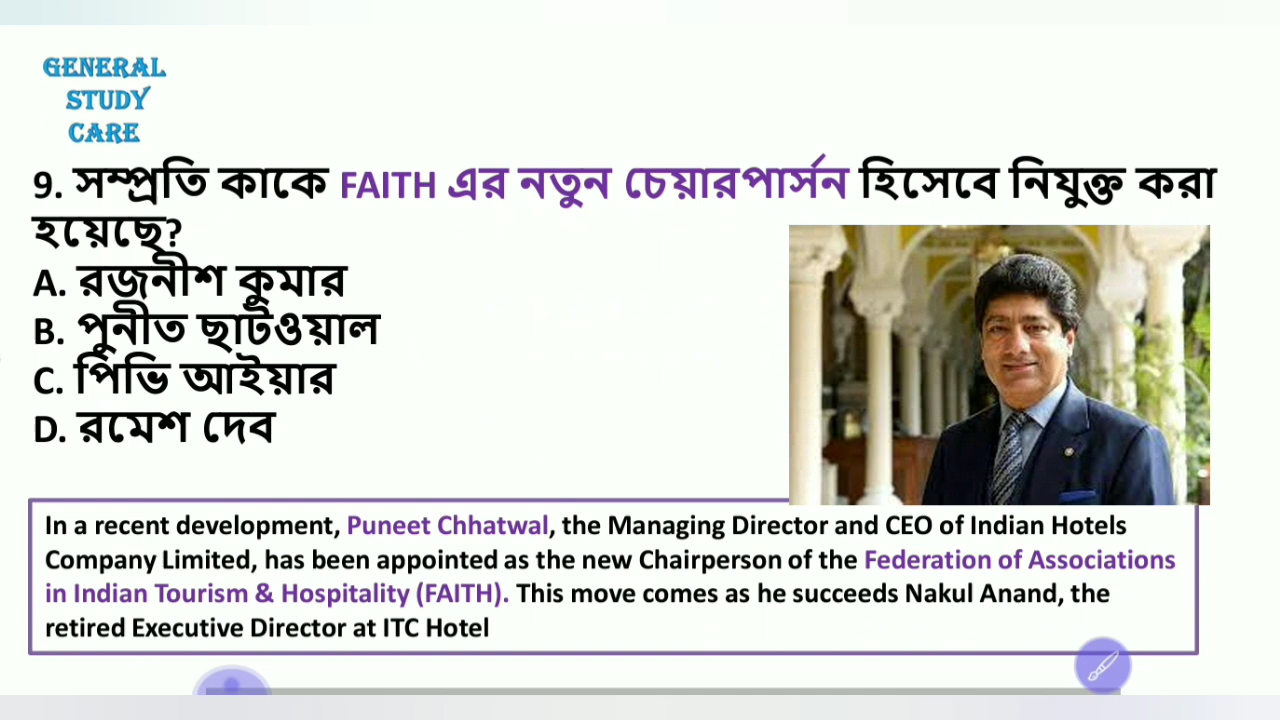 GENERAL
STUDY
CARE
9. সম্প্রতি কাকে FAITH এর নতুন চেয়ারপার্সন হিসেবে নিযুক্ত করা
হয়েছে?
A. রজনীশ কুমার
B. পুনীত ছাটওয়াল
C. পিভি আইয়ার
D. রমেশ দেব
In a recent development, Puneet Chhatwal, the Managing Director and CEO of Indian Hotels
Company Limited, has been appointed as the new Chairperson of the Federation of Associations
in Indian Tourism & Hospitality (FAITH). This move comes as he succeeds Nakul Anand, the
retired Executive Director at ITC Hotel